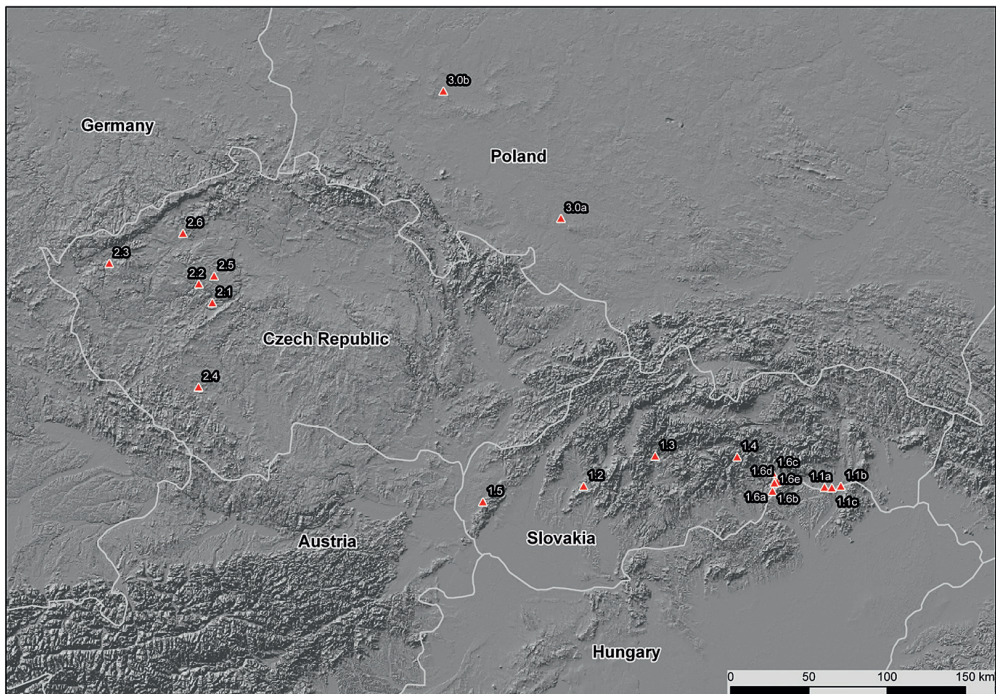 3.0b
Germany
Poland
3.0a
2.6
2.3
2.5
2.2
2.1
Czech Republic
2.4
1.3
1.4
1.6c
1.6d
1.1a
1.1b
1.6e
1.2
1.5
1.6a
1.6b
1.1c
Slovakia
Austria
Hungary
0 50 100 150 km